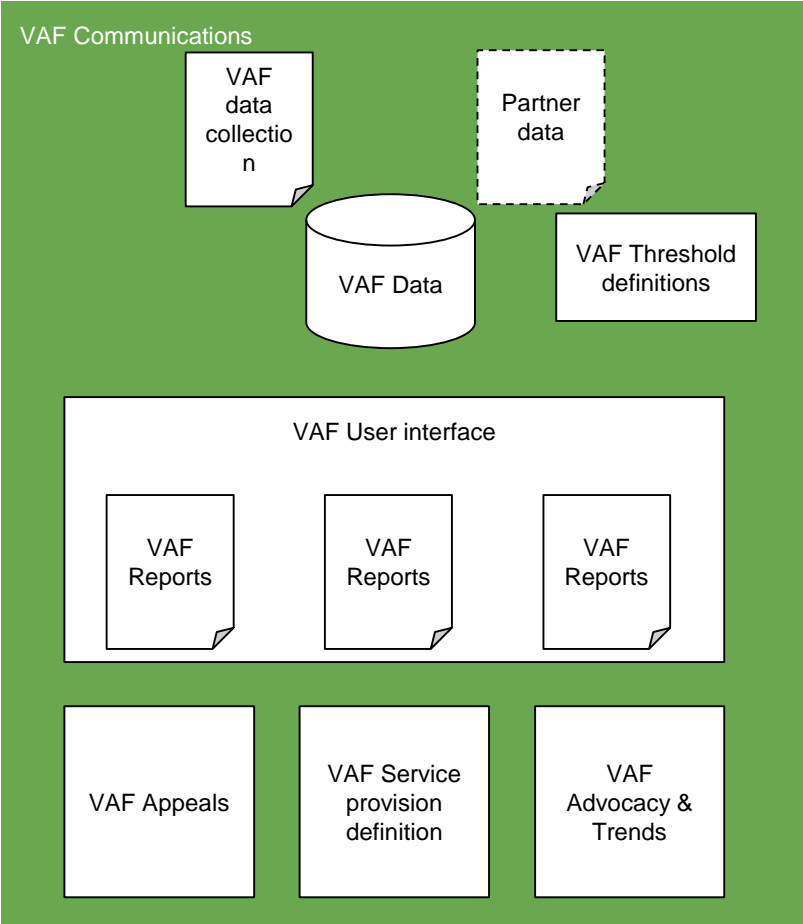 VAF Communications
VAF
data
collectio
n
Partner
data
VAF Threshold
definitions
VAF Data
VAF User interface
VAF
Reports
VAF
Reports
VAF
Reports
VAF Appeals
VAF Service
provision
definition
VAF
Advocacy &
Trends